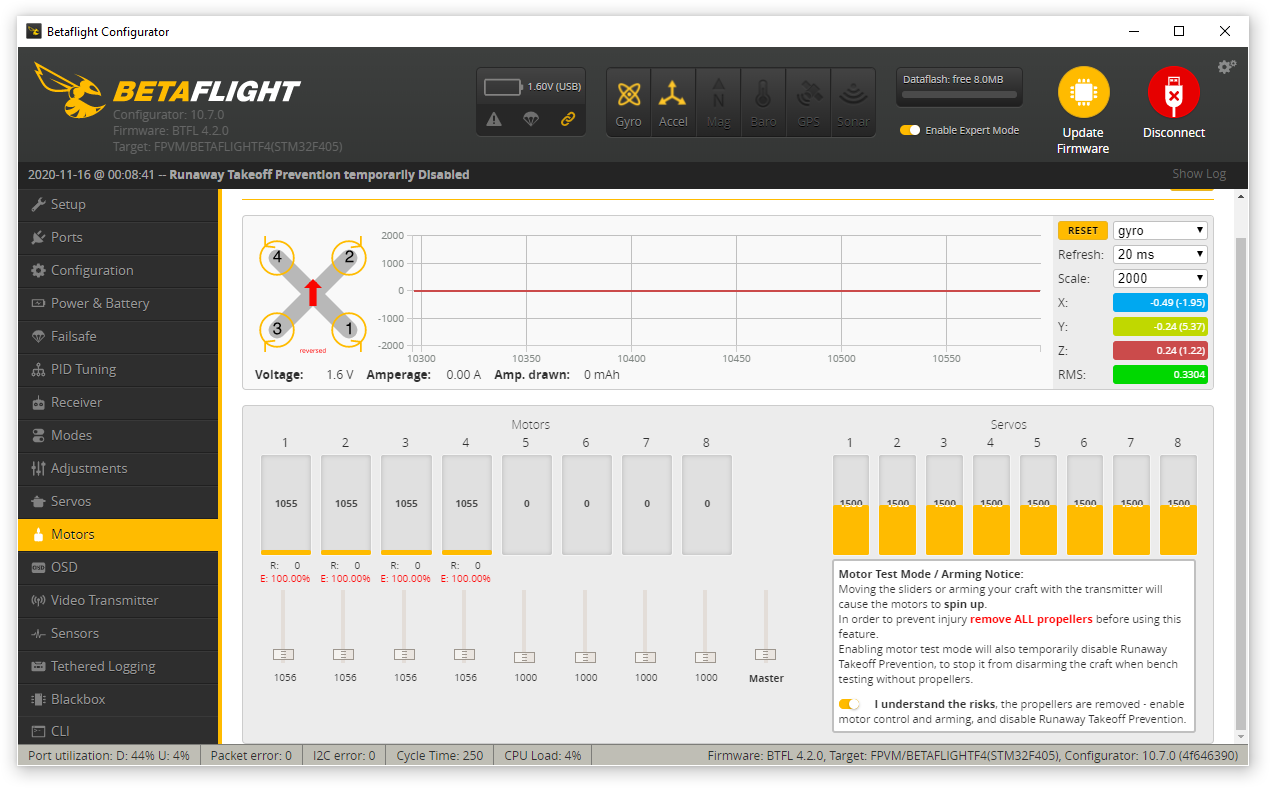 Betaflight Configurator
BETAFLIGHT
Configurator: 10.7.0
Firmware: BTFL 4.2.0
Target: FPVM/BETAFLIGHTF4(STM32F405)
1.60V (USB)
Gyro Accel Mag Baro GPS Sonar
Dataflash: free 8.0MB
Enable Expert Mode
Update
Firmware
Disconnect
2020-11-16 @ 00:08:41 -- Runaway Takeoff Prevention temporarily Disabled
Show Log
Setup
Ports
Configuration
Power & Battery
Failsafe
PID Tuning
Receiver
Modes
Adjustments
Servos
Motors
OSD
Video Transmitter
Sensors
Tethered Logging
Blackbox
CLI
4 2
3 1
reversed
2000
1000
0
-1000
-2000
10300 10350 10400 10450 10500 10550
RESET gyro
Refresh: 20 ms
Scale: 2000
X: -0.49 (-1.95)
Y: -0.24 (5.37)
Z: 0.24 (1.22)
RMS: 0.3304
Voltage: 1.6 V Amperage: 0.00 A Amp. drawn: 0 mAh
Motors
1 2 3 4 5 6 7 8
1055 1055 1055 1055 0 0 0 0
R: 0 R: 0 R: 0 R: 0
E: 100.00% E: 100.00% E: 100.00% E: 100.00%
1056 1056 1056 1056 1000 1000 1000 1000 Master
Servos
1 2 3 4 5 6 7 8
1500 1500 1500 1500 1500 1500 1500 1500
Motor Test Mode / Arming Notice:
Moving the sliders or arming your craft with the transmitter will
cause the motors to spin up.
In order to prevent injury remove ALL propellers before using this
feature.
Enabling motor test mode will also temporarily disable Runaway
Takeoff Prevention, to stop it from disarming the craft when bench
testing without propellers.
I understand the risks, the propellers are removed - enable
motor control and arming, and disable Runaway Takeoff Prevention.
Port utilization: D: 44% U: 4% Packet error: 0 I2C error: 0 Cycle Time: 250 CPU Load: 4% Firmware: BTFL 4.2.0, Target: FPVM/BETAFLIGHTF4(STM32F405), Configurator: 10.7.0 (4f646390)